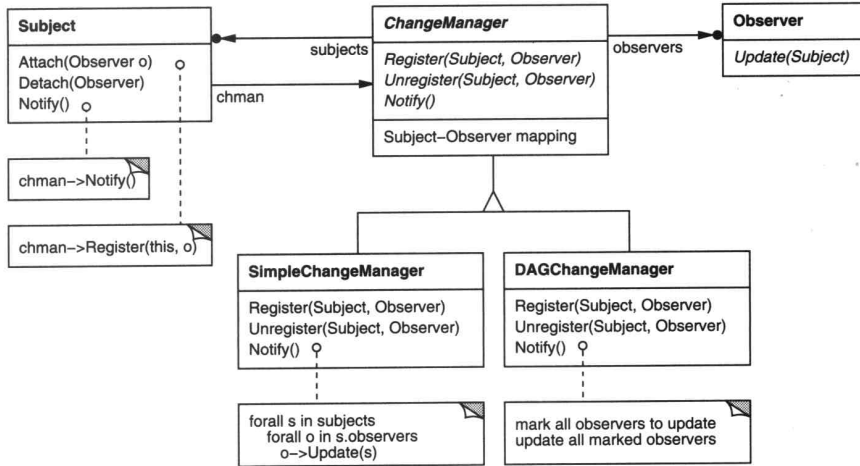 Subject
Attach(Observer o)
Detach(Observer)
Notify()
chman->Notify()
chman->Register(this, o)
subjects
chman
ChangeManager
Register(Subject, Observer)
Unregister(Subject, Observer)
Notify()
Subject-Observer mapping
observers
Observer
Update(Subject)
SimpleChangeManager
Register(Subject, Observer)
Unregister(Subject, Observer)
Notify()
forall s in subjects
forall o in s.observers
o->Update(s)
DAGChangeManager
Register(Subject, Observer)
Unregister(Subject, Observer)
Notify()
mark all observers to update
update all marked observers